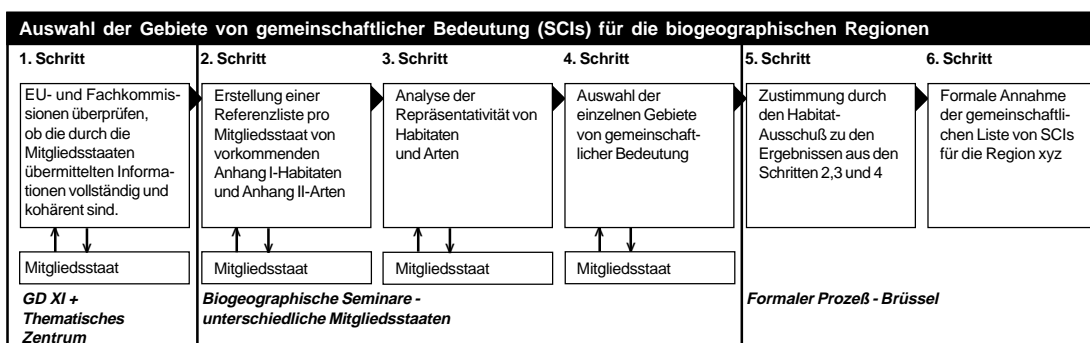 Auswahl der Gebiete von gemeinschaftlicher Bedeutung (SCIs) für die biogeographischen Regionen
1. Schritt
EU- und Fachkommis-
sionen überprüfen,
ob die durch die
Mitgliedsstaaten
übermittelten Informa-
tionen vollständig und
kohärent sind.
Mitgliedsstaat
GD XI +
Thematisches
Zentrum
2. Schritt
Erstellung einer
Referenzliste pro
Mitgliedsstaat von
vorkommenden
Anhang I-Habitaten
und Anhang II-Arten
Mitgliedsstaat
3. Schritt
Analyse der
Repräsentativität von
Habitaten
und Arten
Mitgliedsstaat
4. Schritt
Auswahl der
einzelnen Gebiete
von gemeinschaft-
licher Bedeutung
Mitgliedsstaat
Biogeographische Seminare -
unterschiedliche Mitgliedsstaaten
5. Schritt
Zustimmung durch
den Habitat-
Ausschuß zu den
Ergebnissen aus den
Schritten 2,3 und 4
6. Schritt
Formale Annahme
der gemeinschaftli-
chen Liste von SCIs
für die Region xyz
Formaler Prozeß - Brüssel